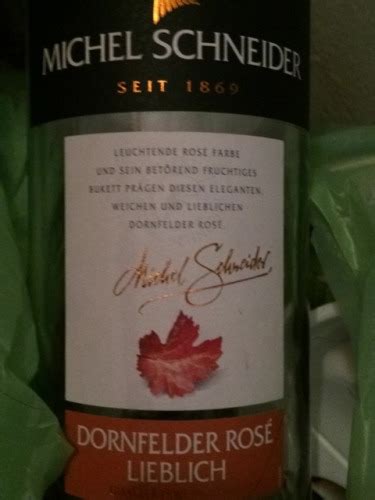 MICHEL SCHNEIDER
SEIT 1869
LEUCHTENDE ROSÉ FARBE
UND SEIN BETÖREND FRUCHTIGES
BUKETT PRÄGEN DIESEN ELEGANTEN,
WEICHEN UND LIEBLICHEN
DORNFELDER ROSÉ.
Michel Schneider
DORNFELDER ROSÉ
LIEBLICH